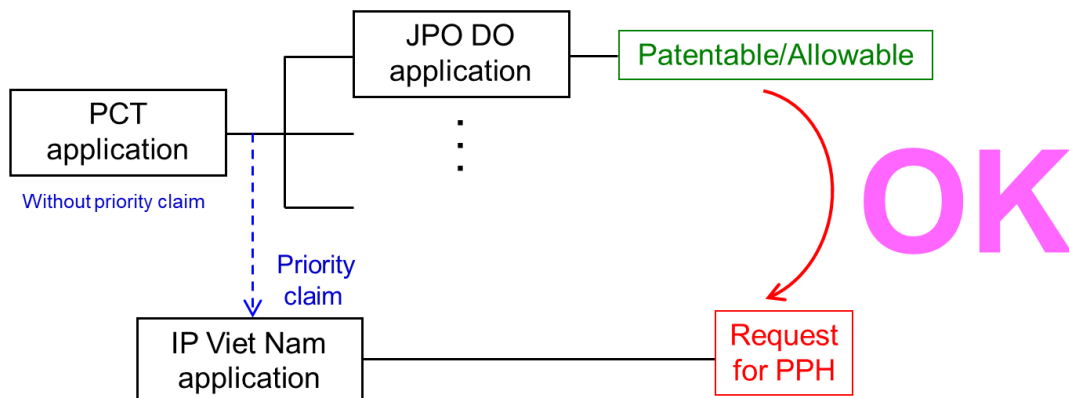 JPO DO
application
Patentable/Allowable
PCT
application
Without priority claim
OK
Priority
claim
IP Viet Nam
application
Request
for PPH